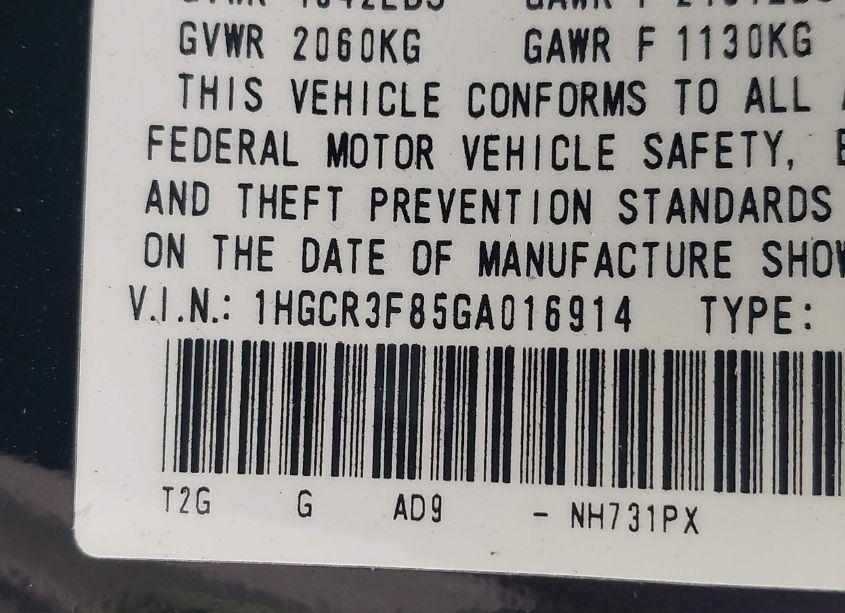 GVWR 2060KG GAWR F 1130KG
THIS VEHICLE CONFORMS TO ALL
FEDERAL MOTOR VEHICLE SAFETY,
AND THEFT PREVENTION STANDARDS
ON THE DATE OF MANUFACTURE
V.I.N.: 1HGCR3F85GA016914 TYPE:
T2G G AD9 - NH731PX